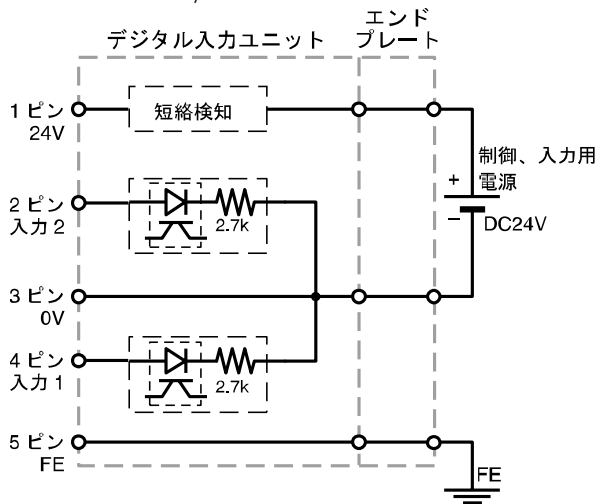 デジタル入力ユニット
エンド
プレート
1 ピン
24V
短絡検知
制御、入力用
電源
+
−
DC24V
2 ピン
入力 2
2.7k
3 ピン
0V
4 ピン
入力 1
2.7k
5 ピン
FE
FE